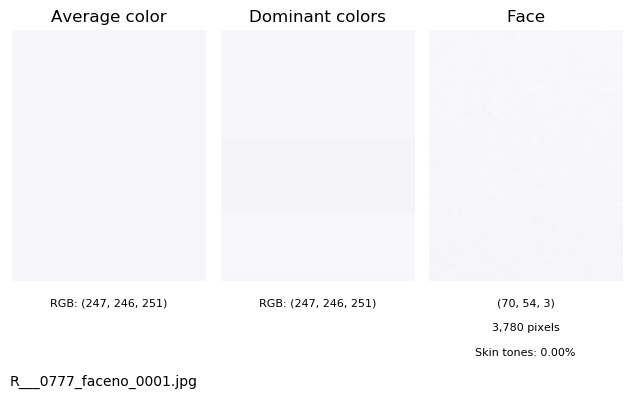 Average color
Dominant colors
Face
RGB: (247, 246, 251)
RGB: (247, 246, 251)
(70, 54, 3)
3,780 pixels
Skin tones: 0.00%
R___0777_faceno_0001.jpg